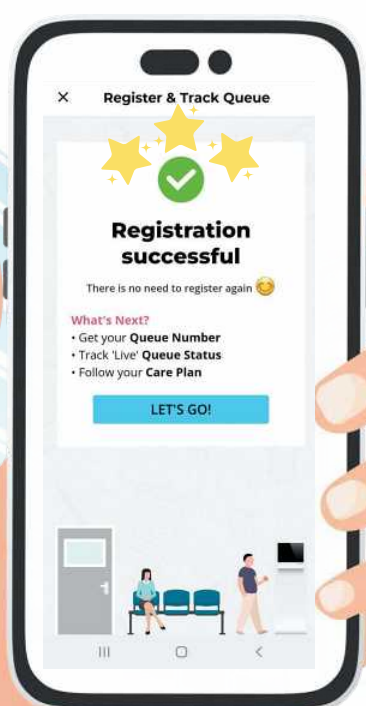 Register & Track Queue
Registration
successful
There is no need to register again
What's Next?
• Get your Queue Number
• Track 'Live' Queue Status
• Follow your Care Plan
LET'S GO!